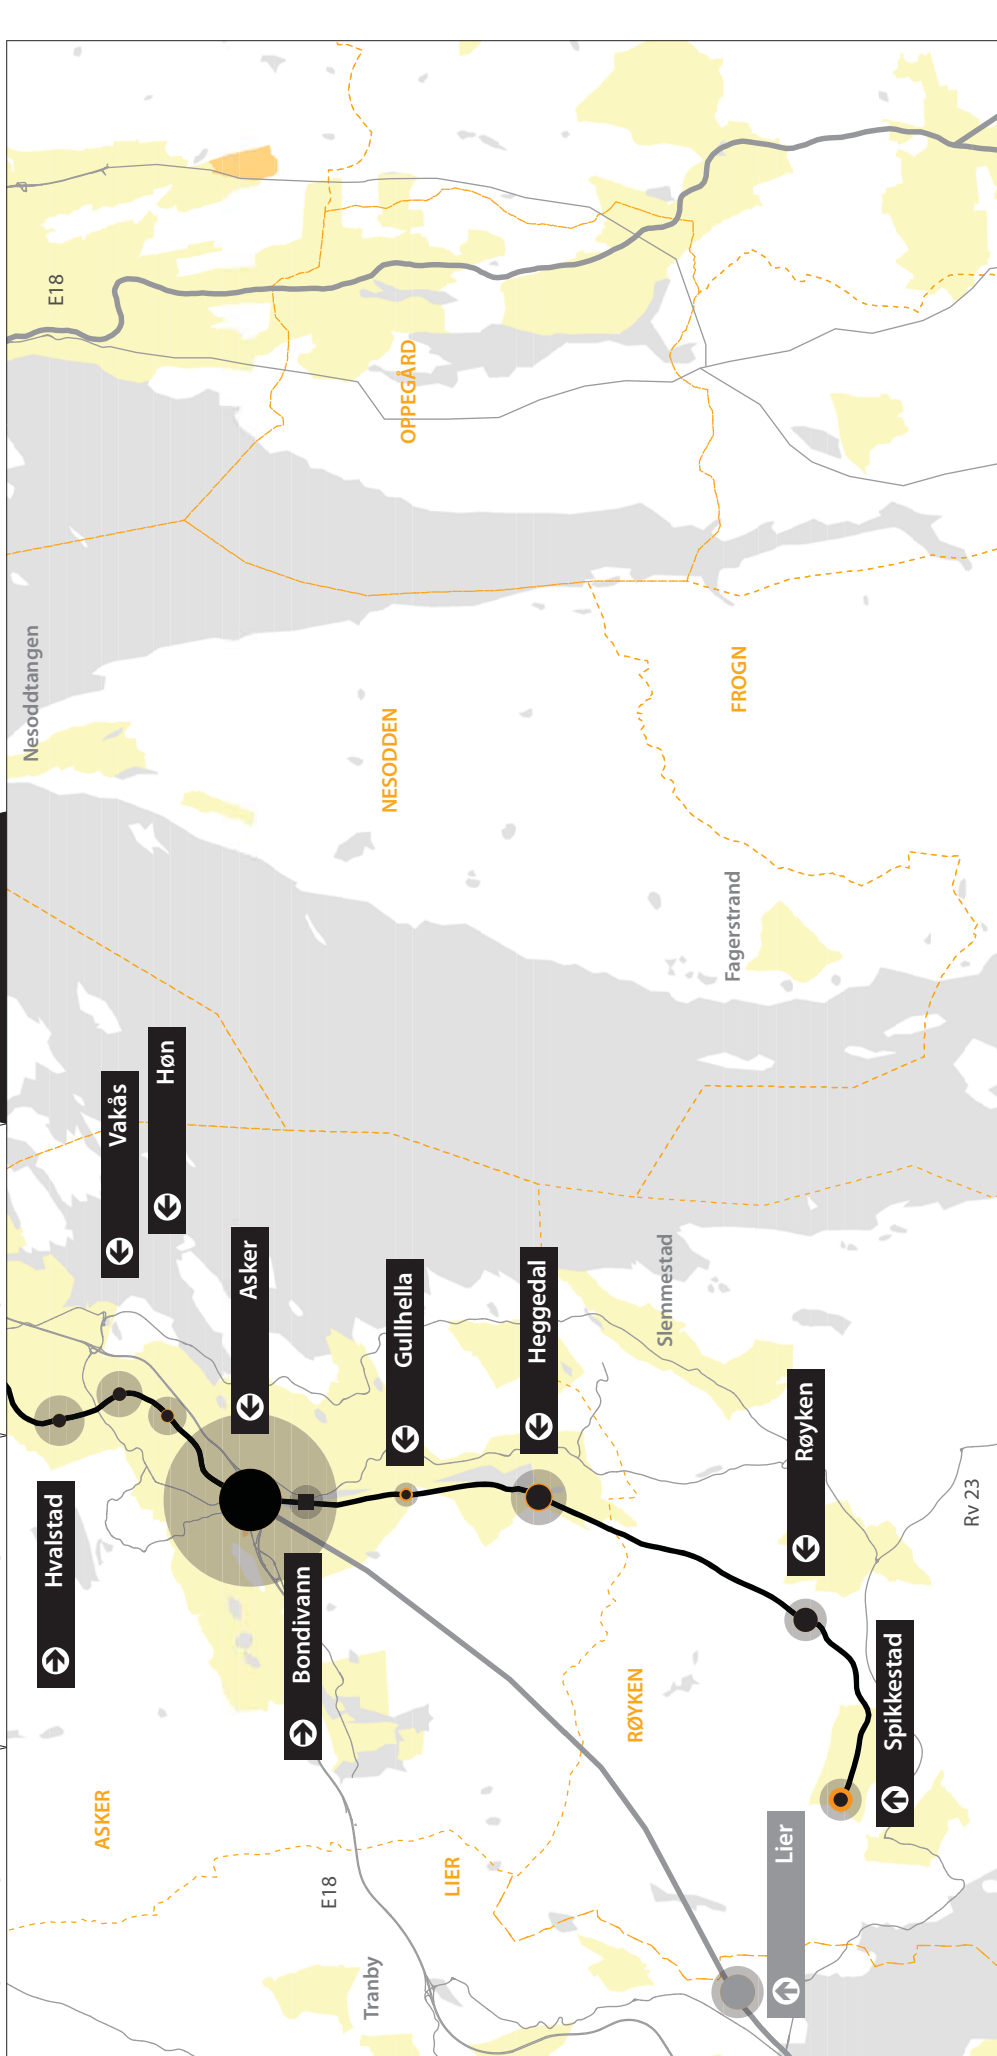 E18
OPPEGÅRD
Nesoddtangen
NESODDEN
FROGN
Fagerstrand
Vakås
Høn
Asker
Gullhella
Heggedal
Slemmestad
Røyken
Rv 23
Hvalstad
Bondivann
RØYKEN
Spikkestad
ASKER
LIER
E18
Lier
Tranby